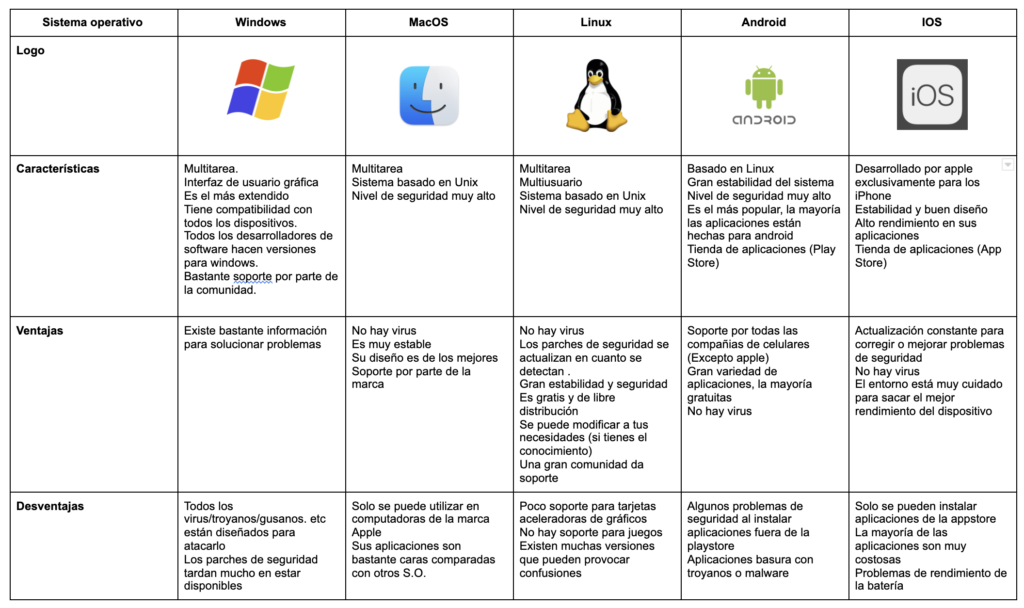 Sistema operativo
Windows
MacOS
Linux
Android
IOS
Logo
ANDROID
iOS
Características
Multitarea.
Interfaz de usuario gráfica
Es el más extendido
Tiene compatibilidad con
todos los dispositivos.
Todos los desarrolladores de
software hacen versiones
para windows.
Bastante soporte por parte de
la comunidad.
Multitarea
Sistema basado en Unix
Nivel de seguridad muy alto
Multitarea
Multiusuario
Sistema basado en Unix
Nivel de seguridad muy alto
Basado en Linux
Gran estabilidad del sistema
Nivel de seguridad muy alto
Es el más popular, la mayoría
las aplicaciones están
hechas para android
Tienda de aplicaciones (Play
Store)
Desarrollado por apple
exclusivamente para los
iPhone
Estabilidad y buen diseño
Alto rendimiento en sus
aplicaciones
Tienda de aplicaciones (App
Store)
Ventajas
Existe bastante información
para solucionar problemas
No hay virus
Es muy estable
Su diseño es de los mejores
Soporte por parte de la
marca
No hay virus
Los parches de seguridad se
actualizan en cuanto se
detectan .
Gran estabilidad y seguridad
Es gratis y de libre
distribución
Se puede modificar a tus
necesidades (si tienes el
conocimiento)
Una gran comunidad da
soporte
Soporte por todas las
compañias de celulares
(Excepto apple)
Gran variedad de
aplicaciones, la mayoría
gratuitas
No hay virus
Actualización constante para
corregir o mejorar problemas
de seguridad
No hay virus
El entorno está muy cuidado
para sacar el mejor
rendimiento del dispositivo
Desventajas
Todos los
virus/troyanos/gusanos. etc
están diseñados para
atacarlo
Los parches de seguridad
tardan mucho en estar
disponibles
Solo se puede utilizar en
computadoras de la marca
Apple
Sus aplicaciones son
bastante caras comparadas
con otros S.O.
Poco soporte para tarjetas
aceleradoras de gráficos
No hay soporte para juegos
Existen muchas versiones
que pueden provocar
confusiones
Algunos problemas de
seguridad al instalar
aplicaciones fuera de la
playstore
Aplicaciones basura con
troyanos o malware
Solo se pueden instalar
aplicaciones de la appstore
La mayoría de las
aplicaciones son muy
costosas
Problemas de rendimiento de
la batería